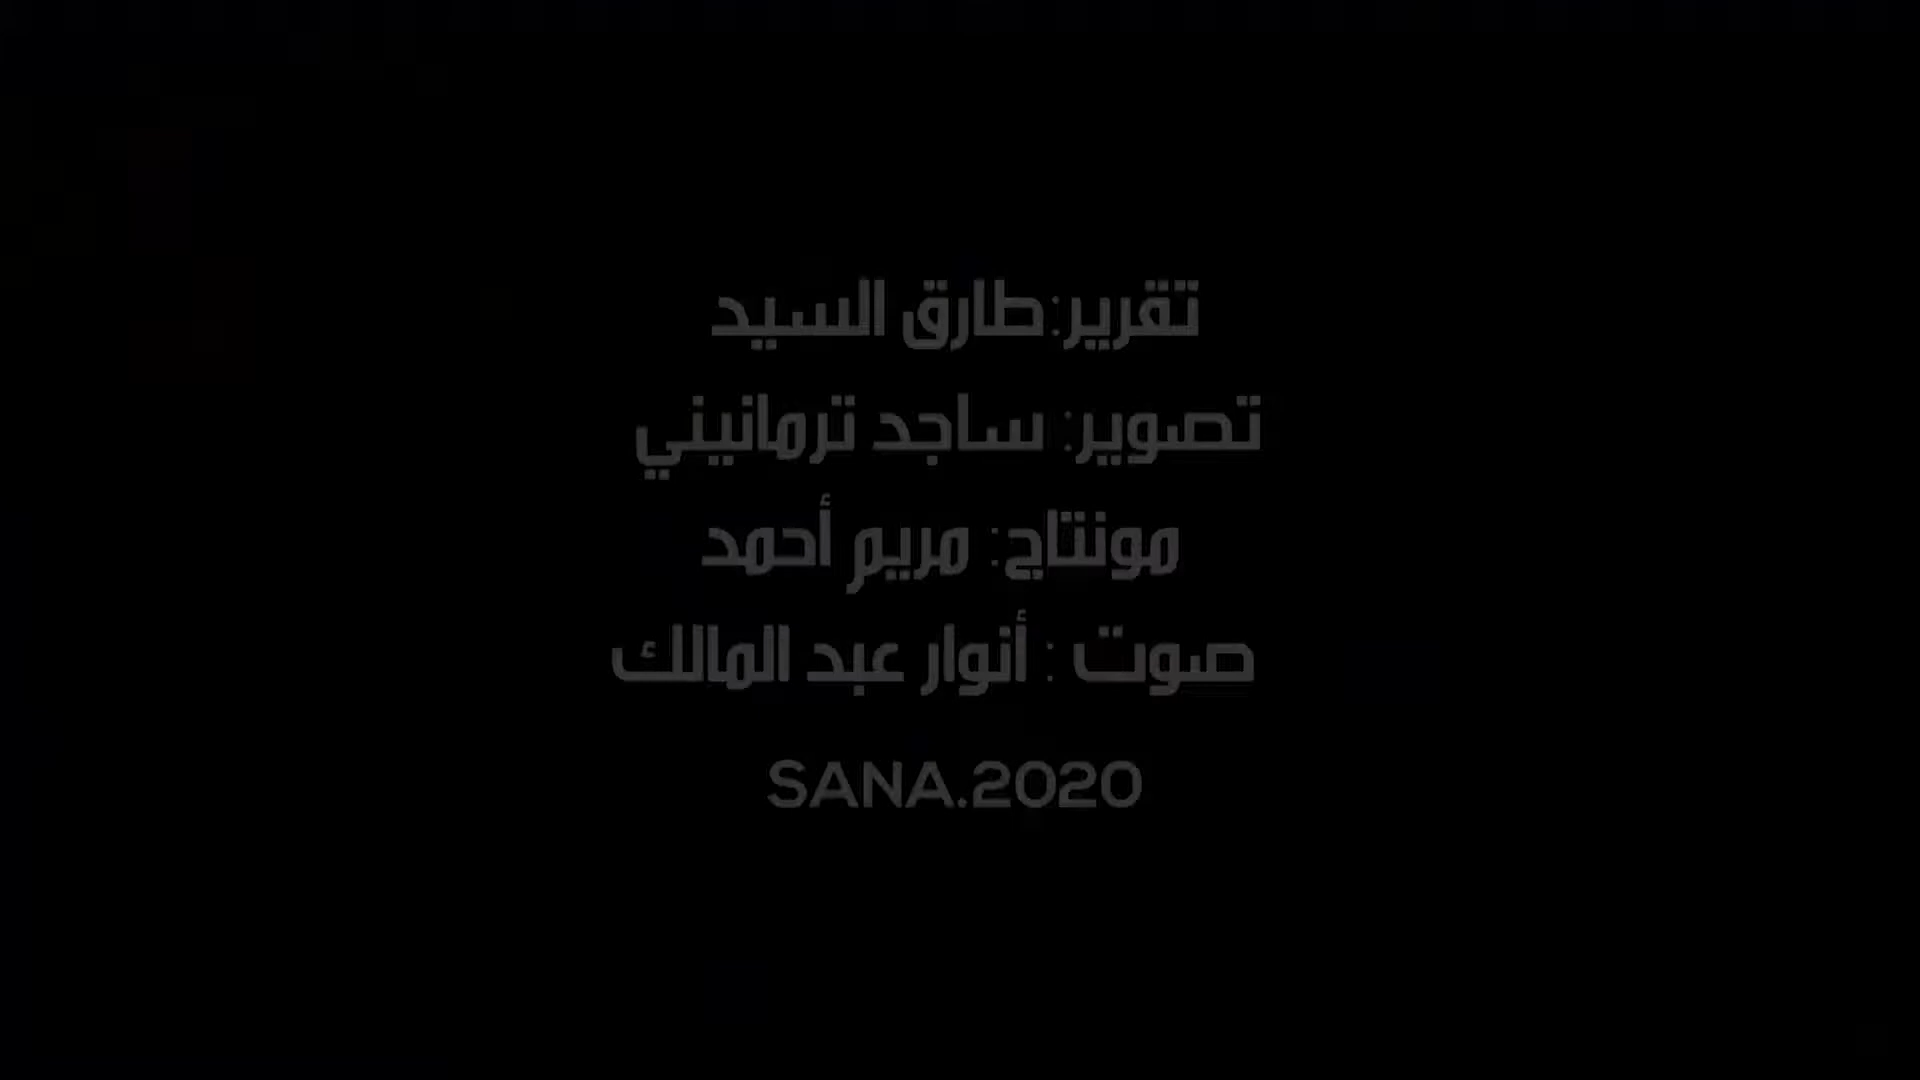 تقرير:طارق السيد
تصوير: ساجد ترمانيني
مونتاج: مريم أحمد
صوت : أنوار عبد المالك
SANA.2020